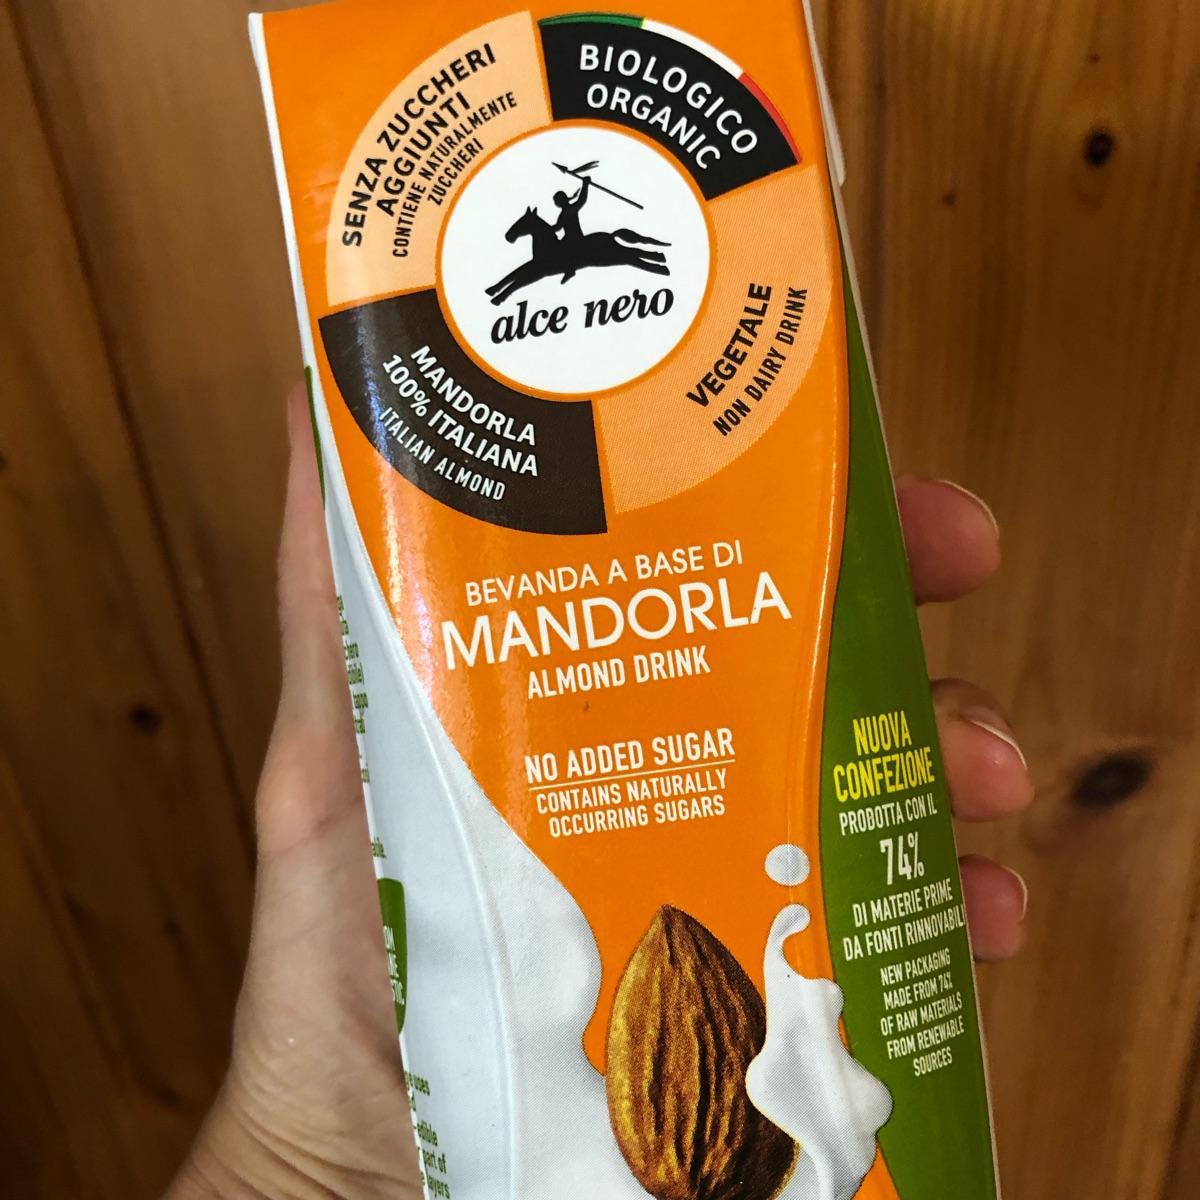 BIOLOGICO
ORGANIC
SENZA ZUCCHERI
AGGIUNTI
CONTIENE NATURALMENTE
ZUCCHERI
alce nero
VEGETALE
NON DAIRY DRINK
MANDORLA
100% ITALIANA
ITALIAN ALMOND
BEVANDA A BASE DI
MANDORLA
ALMOND DRINK
NO ADDED SUGAR
CONTAINS NATURALLY
OCCURRING SUGARS
NUOVA
CONFEZIONE
PRODOTTA CON IL
74%
DI MATERIE PRIME
DA FONTI RINNOVABILI
NEW PACKAGING
MADE FROM 74%
OF RAW MATERIALS
FROM RENEWABLE
SOURCES